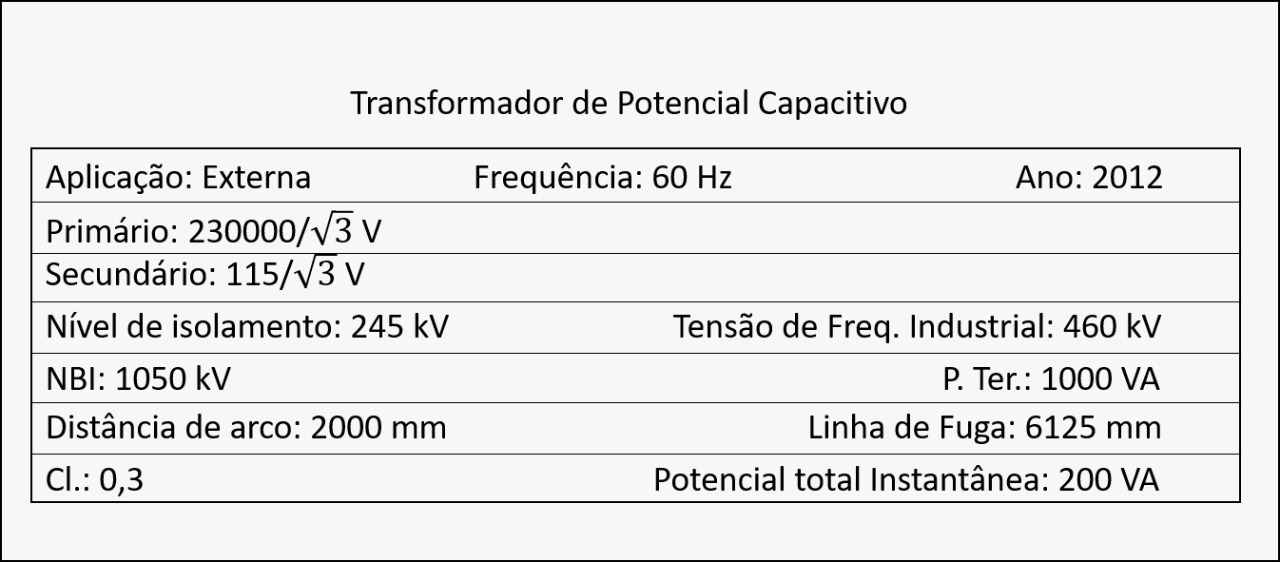 Transformador de Potencial Capacitivo
Aplicação: Externa Frequência: 60 Hz Ano: 2012
Primário: 230000/√3 V
Secundário: 115/√3 V
Nível de isolamento: 245 kV Tensão de Freq. Industrial: 460 kV
NBI: 1050 kV P. Ter.: 1000 VA
Distância de arco: 2000 mm Linha de Fuga: 6125 mm
Cl.: 0,3 Potencial total Instantânea: 200 VA